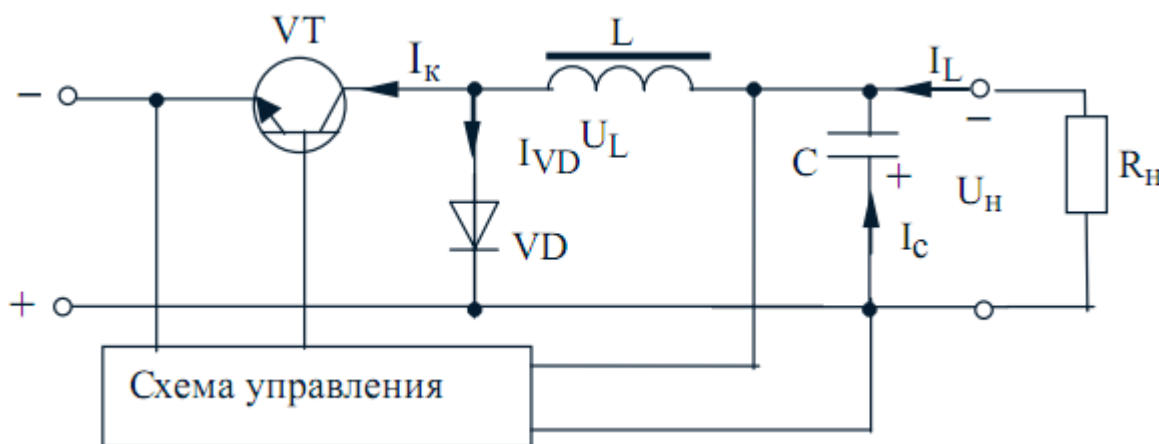 VT
L
Iк
IL
−
−
IVD
UL
C
+
Uн
Rн
VD
Ic
+
Схема управления